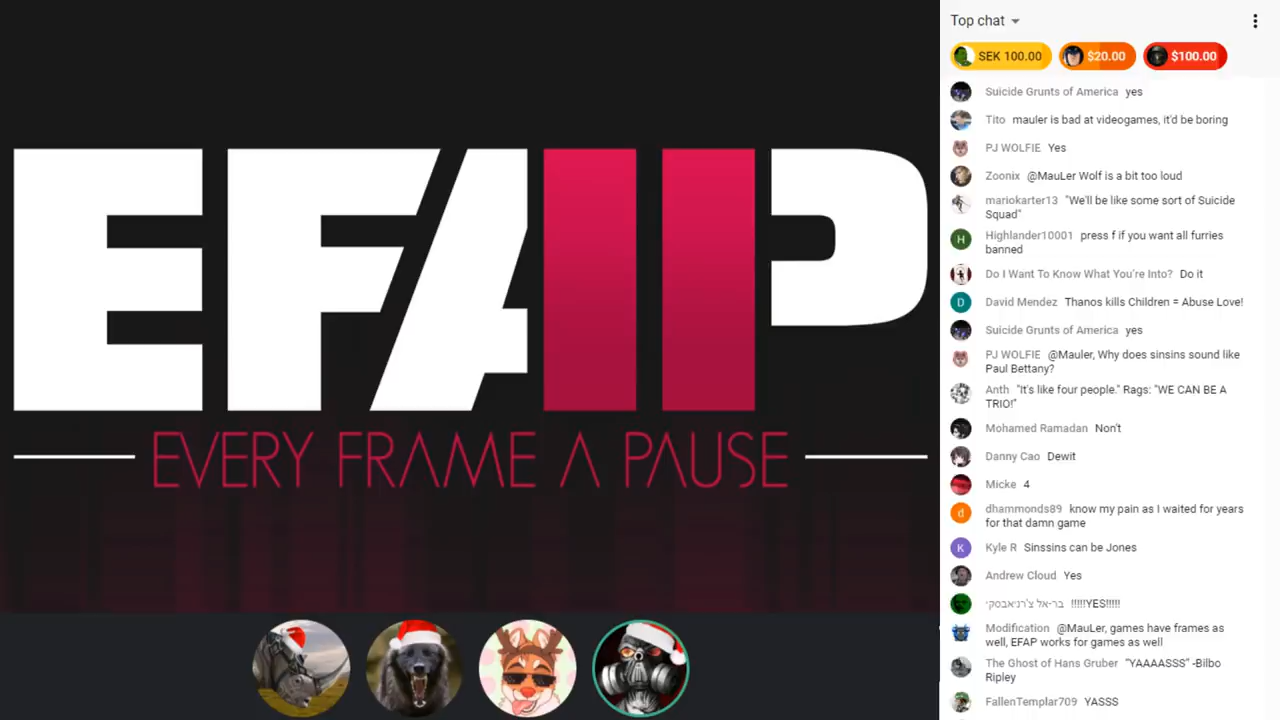 EFAP
EVERY FRAME A PAUSE
Top chat
SEK 100.00
$20.00
$100.00
Suicide Grunts of America yes
Tito mauler is bad at videogames, it'd be boring
PJ WOLFIE Yes
Zoonix @MauLer Wolf is a bit too loud
mariokarter13 "We'll be like some sort of Suicide
Squad"
H
Highlander10001 press f if you want all furries
banned
Do I Want To Know What You're Into? Do it
D
David Mendez Thanos kills Children = Abuse Love!
Suicide Grunts of America yes
PJ WOLFIE @Mauler, Why does sinsins sound like
Paul Bettany?
Anth "It's like four people." Rags: "WE CAN BE A
TRIO!"
Mohamed Ramadan Non't
Danny Cao Dewit
Micke 4
d
dhammonds89 know my pain as I waited for years
for that damn game
K
Kyle R Sinssins can be Jones
Andrew Cloud Yes
בר-אל צ'רניאבסקי !!!!!YES!!!!!
Modification @MauLer, games have frames as
well, EFAP works for games as well
The Ghost of Hans Gruber "YAAAASSS" -Bilbo
Ripley
FallenTemplar709 YASSS